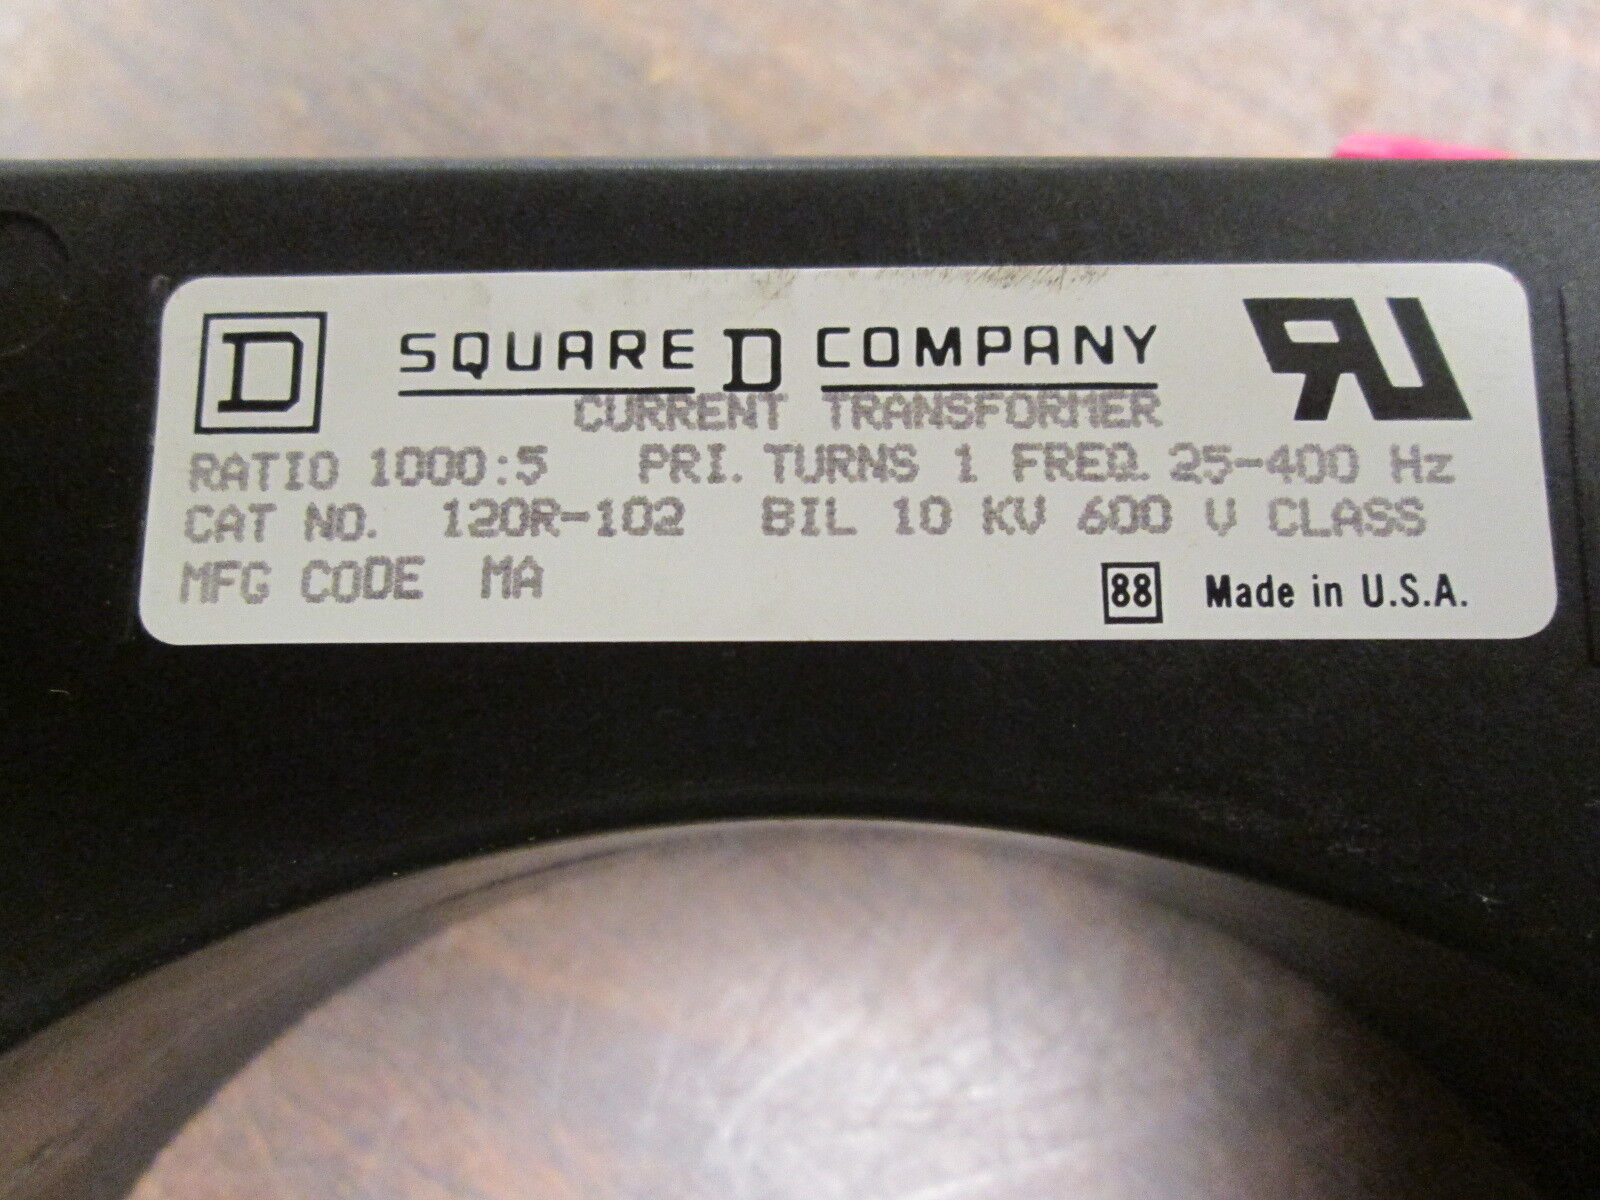 D SQUARE D COMPANY RU
CURRENT TRANSFORMER
RATIO 1000:5 PRI. TURNS 1 FREQ. 25-400 Hz
CAT NO. 120R-102 BIL 10 KV 600 V CLASS
MFG CODE MA 88 Made in U.S.A.